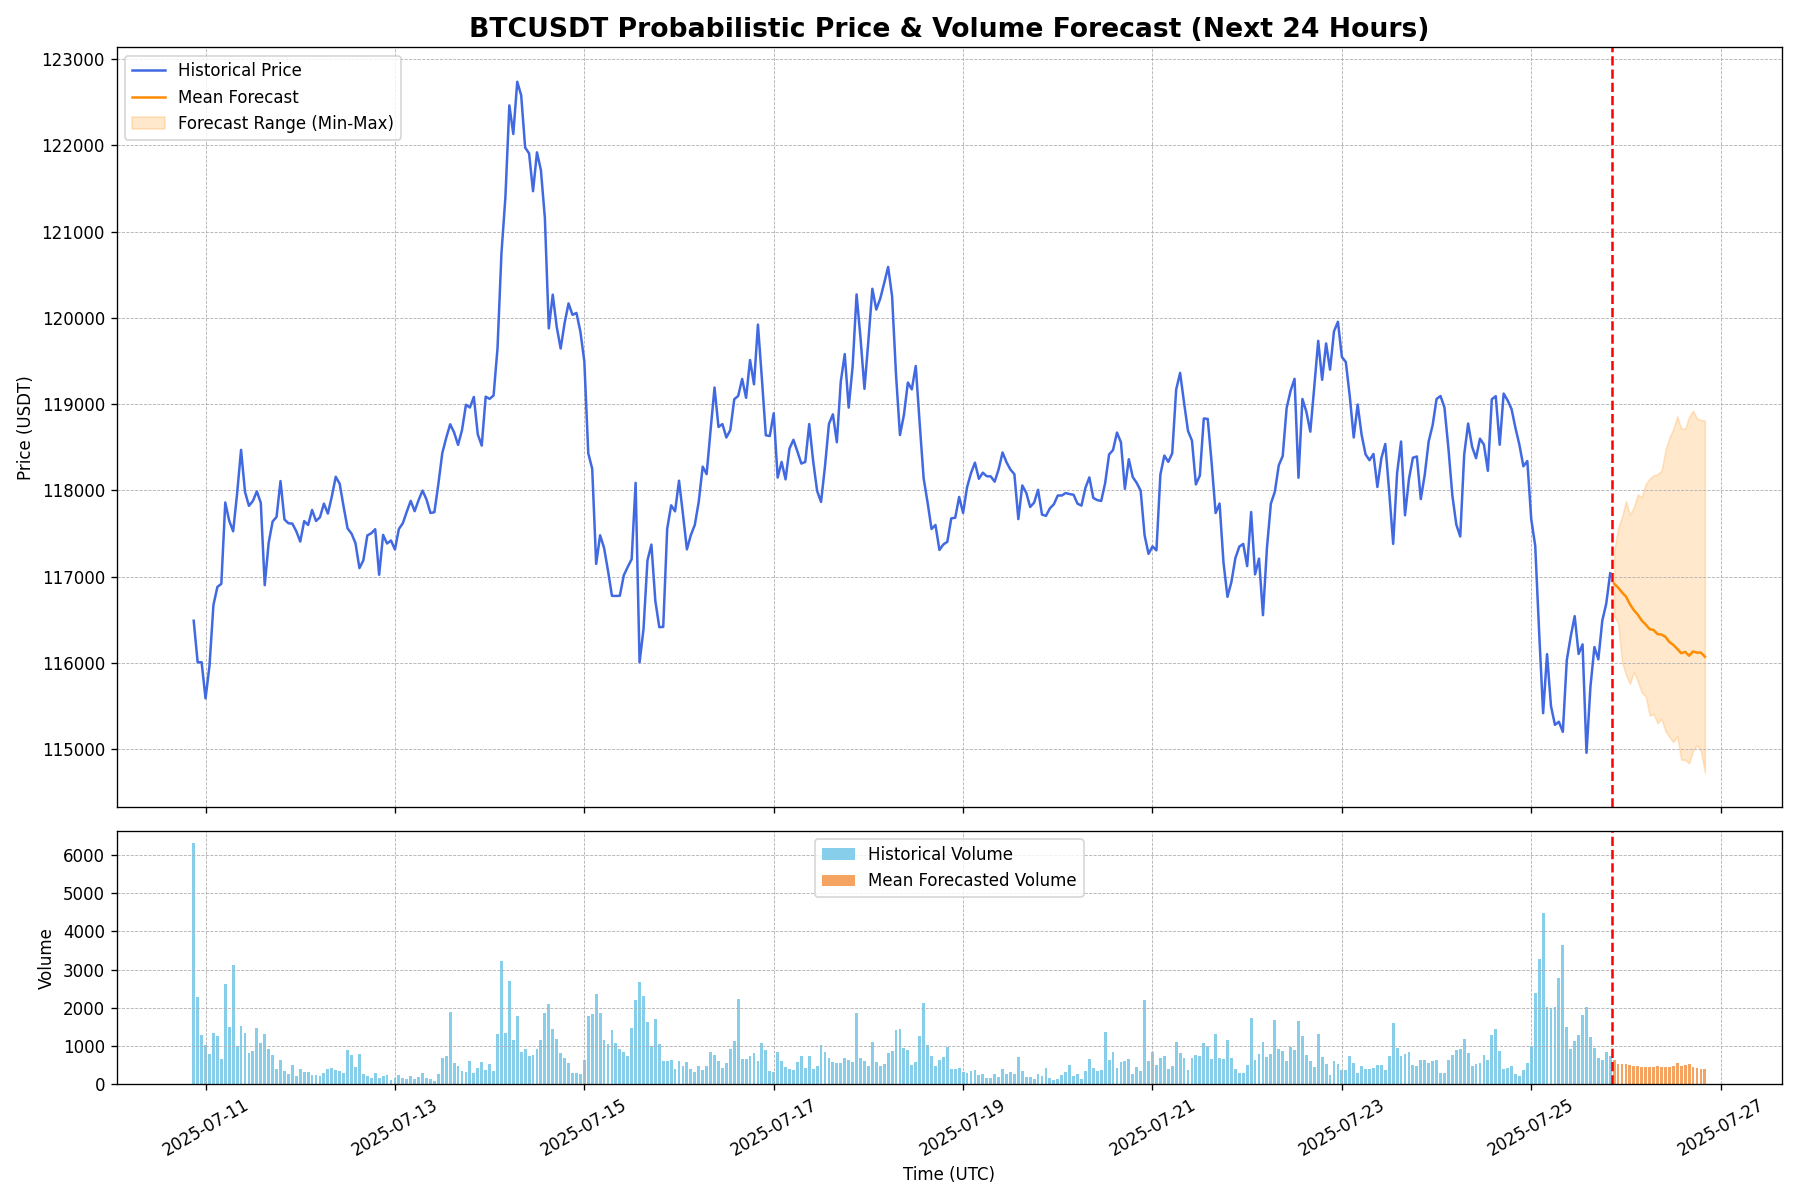 BTCUSDT Probabilistic Price & Volume Forecast (Next 24 Hours)
Historical Price
Mean Forecast
Forecast Range (Min-Max)
Price (USDT)
123000
122000
121000
120000
119000
118000
117000
116000
115000
Historical Volume
Mean Forecasted Volume
Volume
6000
5000
4000
3000
2000
1000
0
2025-07-11
2025-07-13
2025-07-15
2025-07-17
2025-07-19
2025-07-21
2025-07-23
2025-07-25
2025-07-27
Time (UTC)